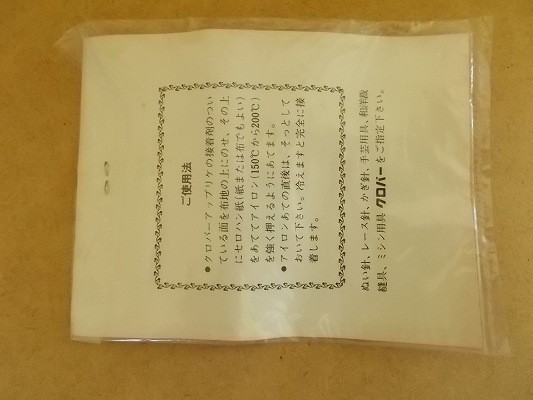 ご使用法
●クロバーアップリケの接着剤のつい
ている面を布地の上にのせ、その上
にセロハン紙(紙または布でもよい)
をあててアイロン(150℃から200℃)
を強く押えるようにあてます。
●アイロンあての直後は、そっとして
おいて下さい。冷えますと完全に接
着します。
ぬい針、レース針、かぎ針、手芸用具、和洋裁
縫具、ミシン用具 クロバーをご指定下さい。